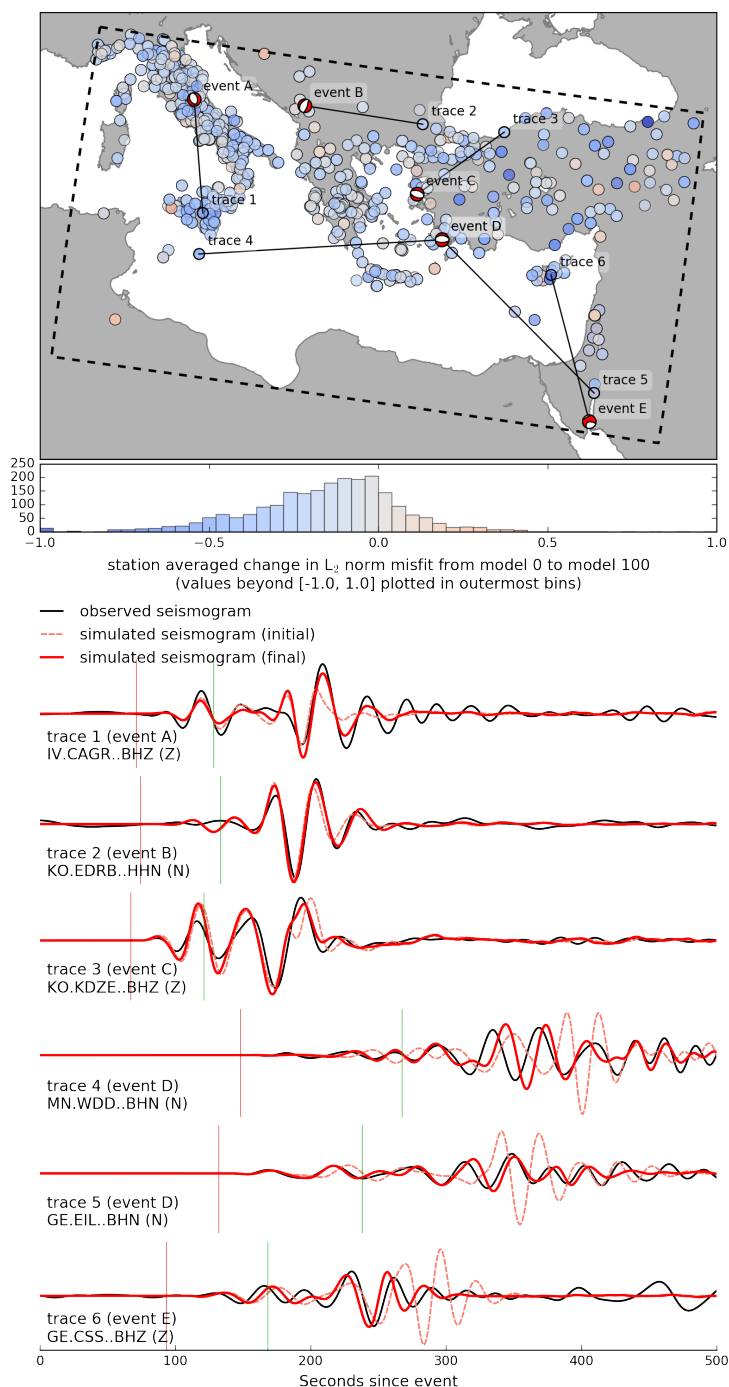 event A
event B
trace 2
trace 3
event C
trace 1
event D
trace 4
trace 6
trace 5
event E
250
200
150
100
50
0
−1.0
−0.5
0.0
0.5
1.0
station averaged change in L₂ norm misfit from model 0 to model 100
(values beyond [-1.0, 1.0] plotted in outermost bins)
observed seismogram
simulated seismogram (initial)
simulated seismogram (final)
trace 1 (event A)
IV.CAGR..BHZ (Z)
trace 2 (event B)
KO.EDRB..HHN (N)
trace 3 (event C)
KO.KDZE..BHZ (Z)
trace 4 (event D)
MN.WDD..BHN (N)
trace 5 (event D)
GE.EIL..BHN (N)
trace 6 (event E)
GE.CSS..BHZ (Z)
0
100
200
300
400
500
Seconds since event